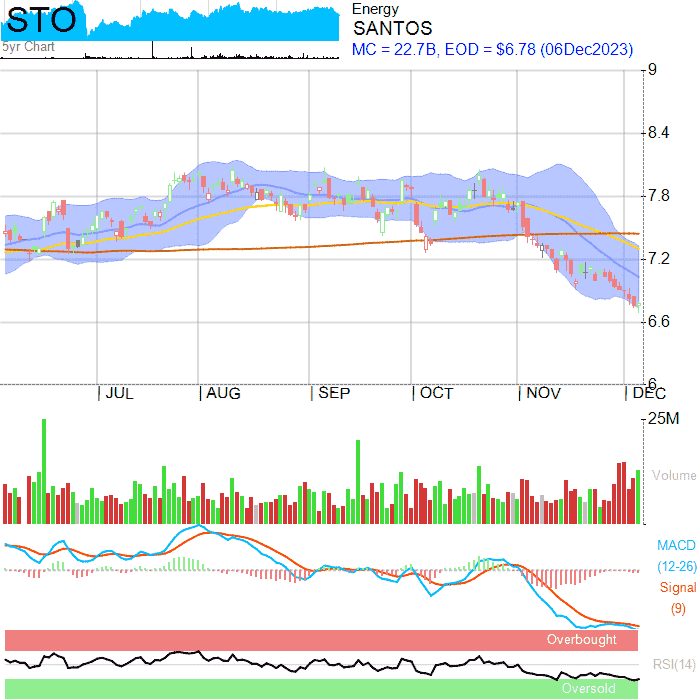 STO
5yr Chart
Energy
SANTOS
MC = 22.7B, EOD = $6.78 (06Dec2023)
9
8.4
7.8
7.2
6.6
6
JUL AUG SEP OCT NOV DEC
25M
Volume
MACD
(12-26)
Signal
(9)
Overbought
RSI(14)
Oversold